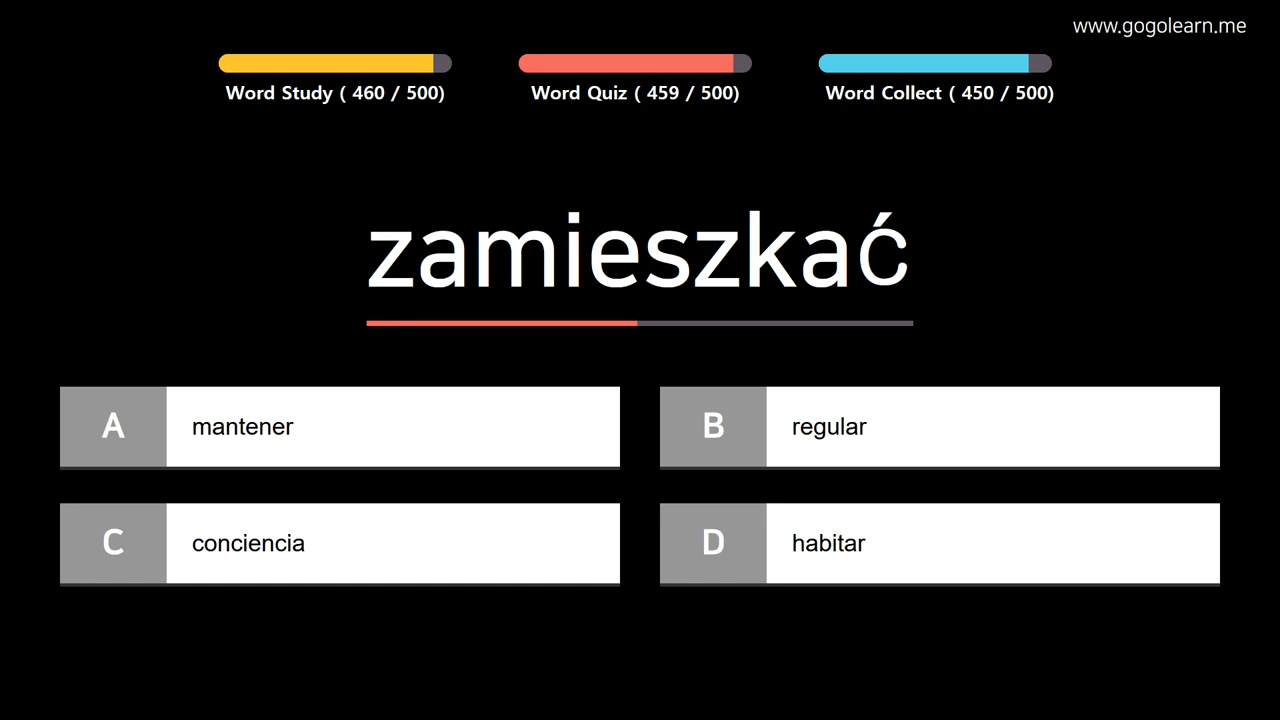 www.gogolearn.me
Word Study ( 460 / 500)
Word Quiz ( 459 / 500)
Word Collect ( 450 / 500)
zamieszkać
A mantener
B regular
C conciencia
D habitar